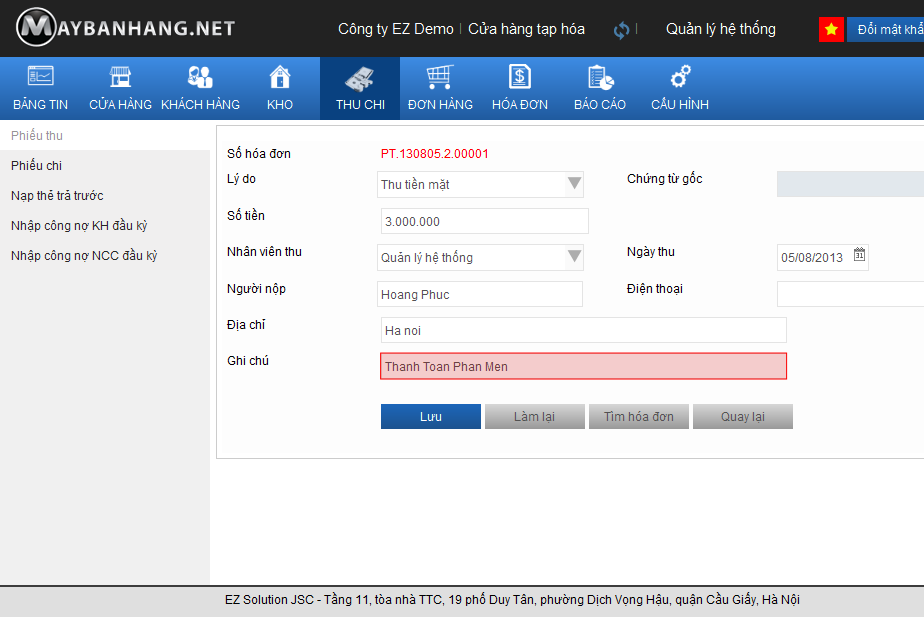 MAYBANHANG.NET
Công ty EZ Demo | Cửa hàng tạp hóa | Quản lý hệ thống
Đổi mật khẩ
BẢNG TIN CỬA HÀNG KHÁCH HÀNG KHO THU CHI ĐƠN HÀNG HÓA ĐƠN BÁO CÁO CẤU HÌNH
Phiếu thu
Phiếu chi
Nạp thẻ trả trước
Nhập công nợ KH đầu kỳ
Nhập công nợ NCC đầu kỳ
Số hóa đơn PT.130805.2.00001
Lý do Thu tiền mặt Chứng từ gốc
Số tiền 3.000.000
Nhân viên thu Quản lý hệ thống Ngày thu 05/08/2013 31
Người nộp Hoang Phuc Điện thoại
Địa chỉ Ha noi
Ghi chú Thanh Toan Phan Men
Lưu Làm lại Tìm hóa đơn Quay lại
EZ Solution JSC - Tầng 11, tòa nhà TTC, 19 phố Duy Tân, phường Dịch Vọng Hậu, quận Cầu Giấy, Hà Nội